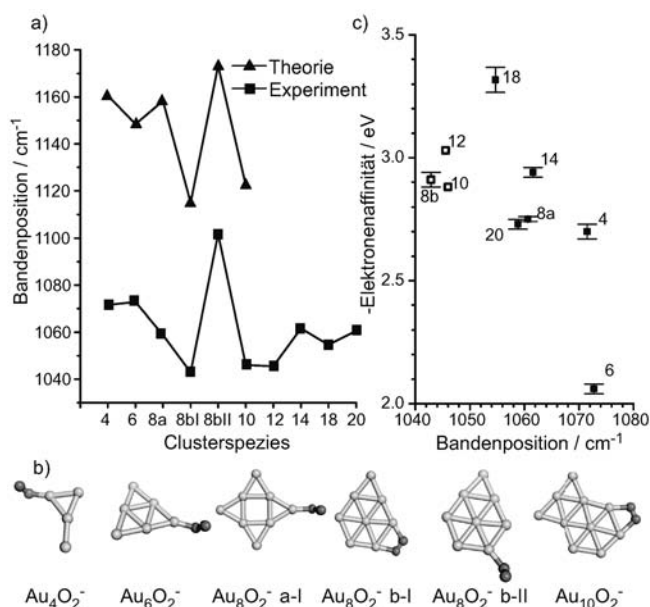 a)
1180
1160
1140
1120
1100
1080
1060
1040
Bandenposition / cm⁻¹
Theorie
Experiment
4 6 8a 8bI 8bII 10 12 14 18 20
Clusterspezies
c)
3.5
3.0
2.5
2.0
-Elektronenaffinität / eV
18
12
14
10
8b
8a
20
4
6
1040 1050 1060 1070 1080
Bandenposition / cm⁻¹
b)
Au₄O₂⁻ Au₆O₂⁻ Au₈O₂⁻ a-I Au₈O₂⁻ b-I Au₈O₂⁻ b-II Au₁₀O₂⁻